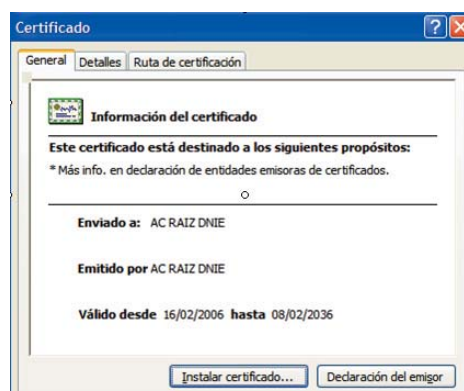 Certificado
General Detalles Ruta de certificación
Información del certificado
Este certificado está destinado a los siguientes propósitos:
* Más info. en declaración de entidades emisoras de certificados.
Enviado a: AC RAIZ DNIE
Emitido por AC RAIZ DNIE
Válido desde 16/02/2006 hasta 08/02/2036
Instalar certificado... Declaración del emisor